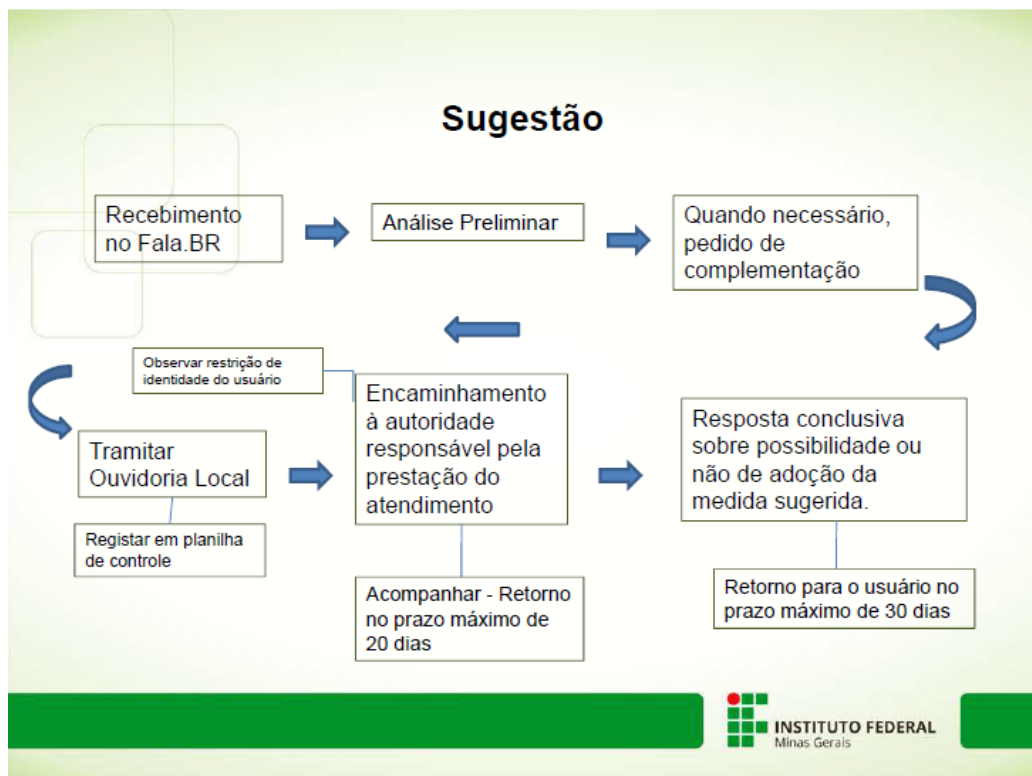 Sugestão
Recebimento
no Fala.BR
Análise Preliminar
Quando necessário,
pedido de
complementação
Observar restrição de
identidade do usuário
Tramitar
Ouvidoria Local
Registar em planilha
de controle
Encaminhamento
à autoridade
responsável pela
prestação do
atendimento
Acompanhar - Retorno
no prazo máximo de
20 dias
Resposta conclusiva
sobre possibilidade ou
não de adoção da
medida sugerida.
Retorno para o usuário no
prazo máximo de 30 dias
INSTITUTO FEDERAL
Minas Gerais